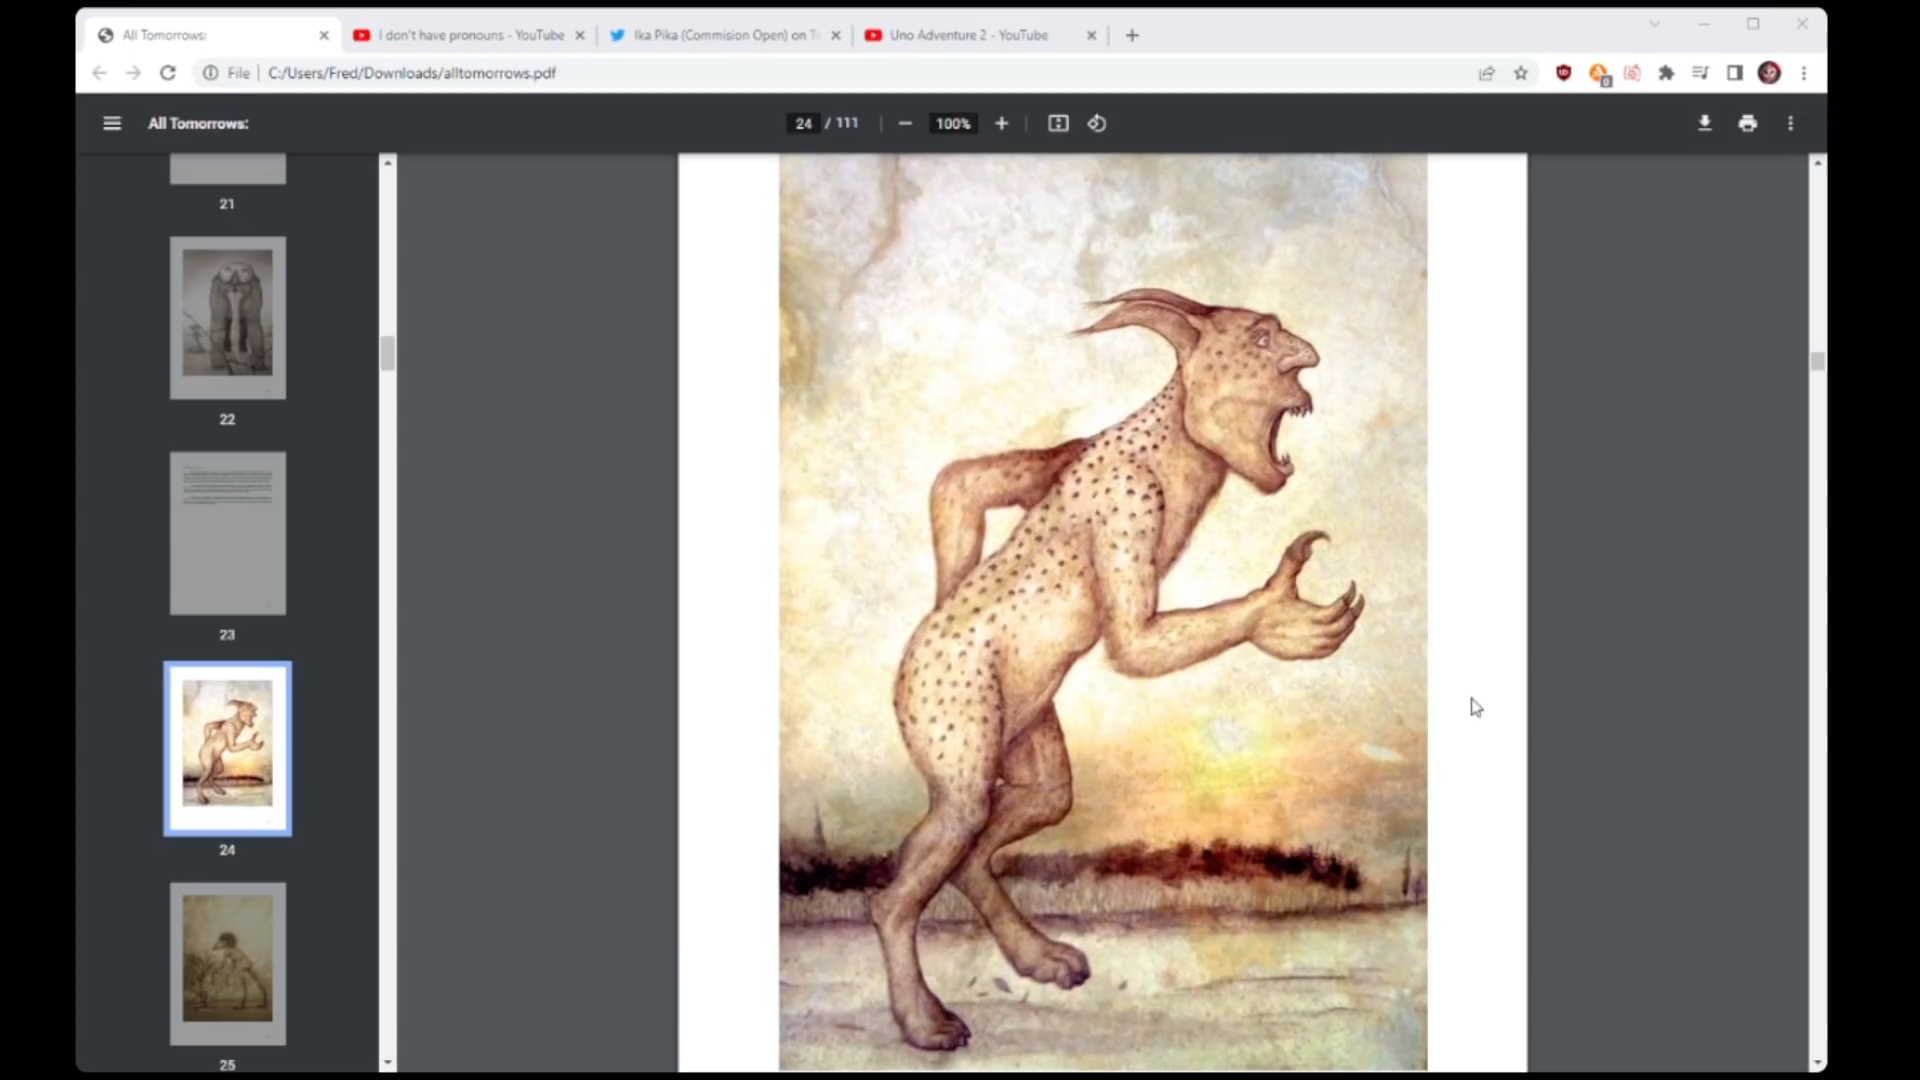 All Tomorrows:
I don't have pronouns - YouTube
Ika Pika (Commision Open) on Tw
Uno Adventure 2 - YouTube
File
C:/Users/Fred/Downloads/alltomorrows.pdf
All Tomorrows:
24 / 111
100%
21
22
23
24
25